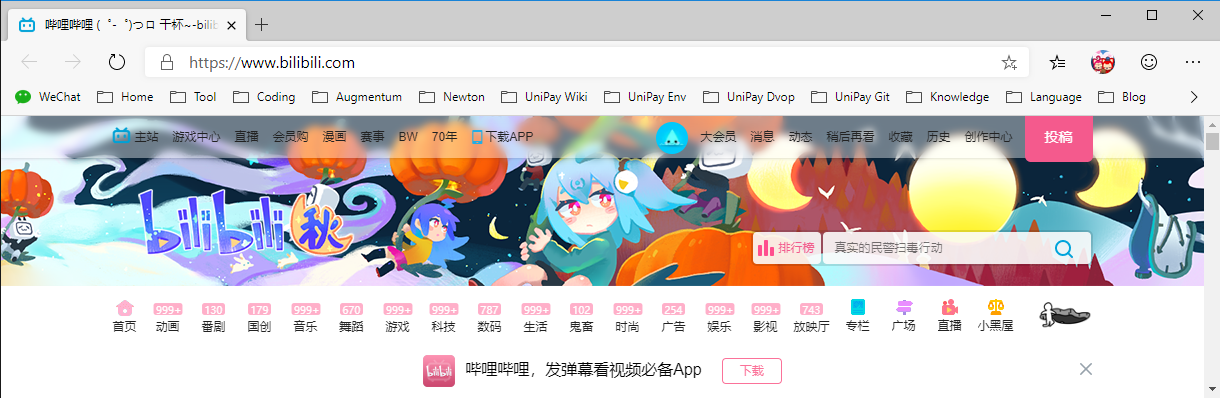 哔哩哔哩 (゜-゜)つロ 干杯~-bilib
https://www.bilibili.com
WeChat Home Tool Coding Augmentum Newton UniPay Wiki UniPay Env UniPay Dvop UniPay Git Knowledge Language Blog
主站 游戏中心 直播 会员购 漫画 赛事 BW 70年 下载APP 大会员 消息 动态 稍后再看 收藏 历史 创作中心 投稿
bilibili 秋
排行榜 真实的民警扫毒行动
999+ 130 179 999+ 670 999+ 999+ 787 999+ 102 999+ 254 999+ 999+ 743
首页 动画 番剧 国创 音乐 舞蹈 游戏 科技 数码 生活 鬼畜 时尚 广告 娱乐 影视 放映厅 专栏 广场 直播 小黑屋
bilibili 哔哩哔哩，发弹幕看视频必备App 下载